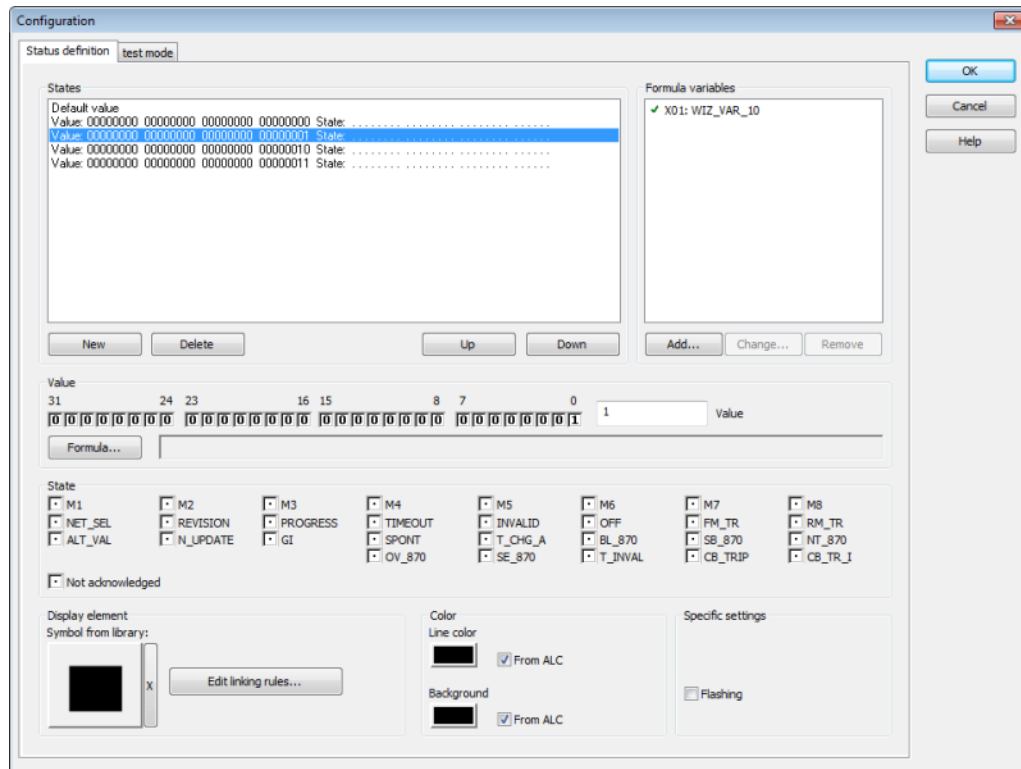 Configuration
Status definition test mode
OK
Cancel
Help
States
Default value
Value: 00000000 00000000 00000000 00000000 State: ........ ........ ........ ........
Value: 00000000 00000000 00000000 00000001 State: ........ ........ ........ ........
Value: 00000000 00000000 00000000 00000010 State: ........ ........ ........ ........
Value: 00000000 00000000 00000000 00000011 State: ........ ........ ........ ........
New Delete Up Down
Formula variables
X01: WIZ_VAR_10
Add... Change... Remove
Value
31 24 23 16 15 8 7 0
00000000 00000000 00000000 00000001 1 Value
Formula...
State
M1 M2 M3 M4 M5 M6 M7 M8
NET_SEL REVISION PROGRESS TIMEOUT INVALID OFF FM_TR RM_TR
ALT_VAL N_UPDATE GI SPONT T_CHG_A BL_870 SB_870 NT_870
OV_870 SE_870 T_INVAL CB_TRIP CB_TR_I
Not acknowledged
Display element
Symbol from library:
X
Edit linking rules...
Color
Line color
From ALC
Background
From ALC
Specific settings
Flashing